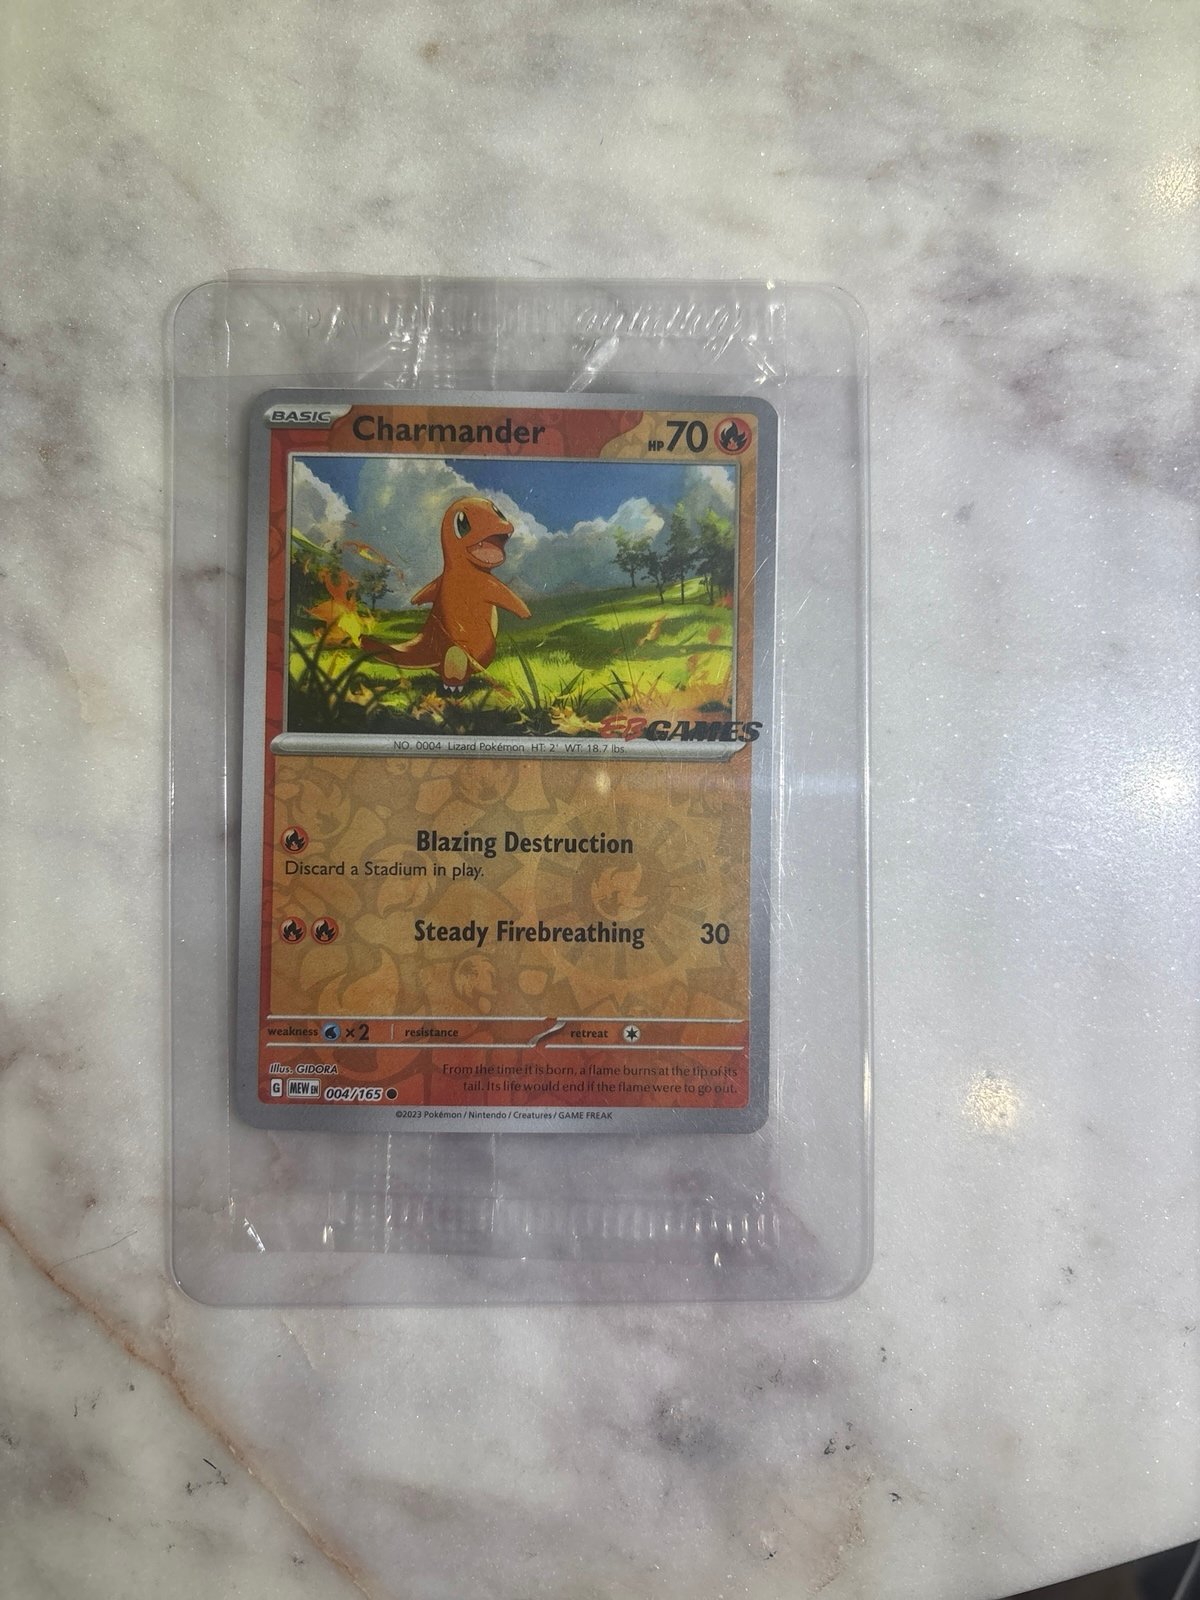 BASIC
Charmander
HP 70
EB GAMES
NO. 0004 Lizard Pokémon HT: 2' WT: 18.7 lbs.
Blazing Destruction
Discard a Stadium in play.
Steady Firebreathing 30
weakness ×2 resistance retreat
Illus. GIDORA
From the time it is born, a flame burns at the tip of its
tail. Its life would end if the flame were to go out.
G MEW EN 004/165
©2023 Pokémon / Nintendo / Creatures / GAME FREAK